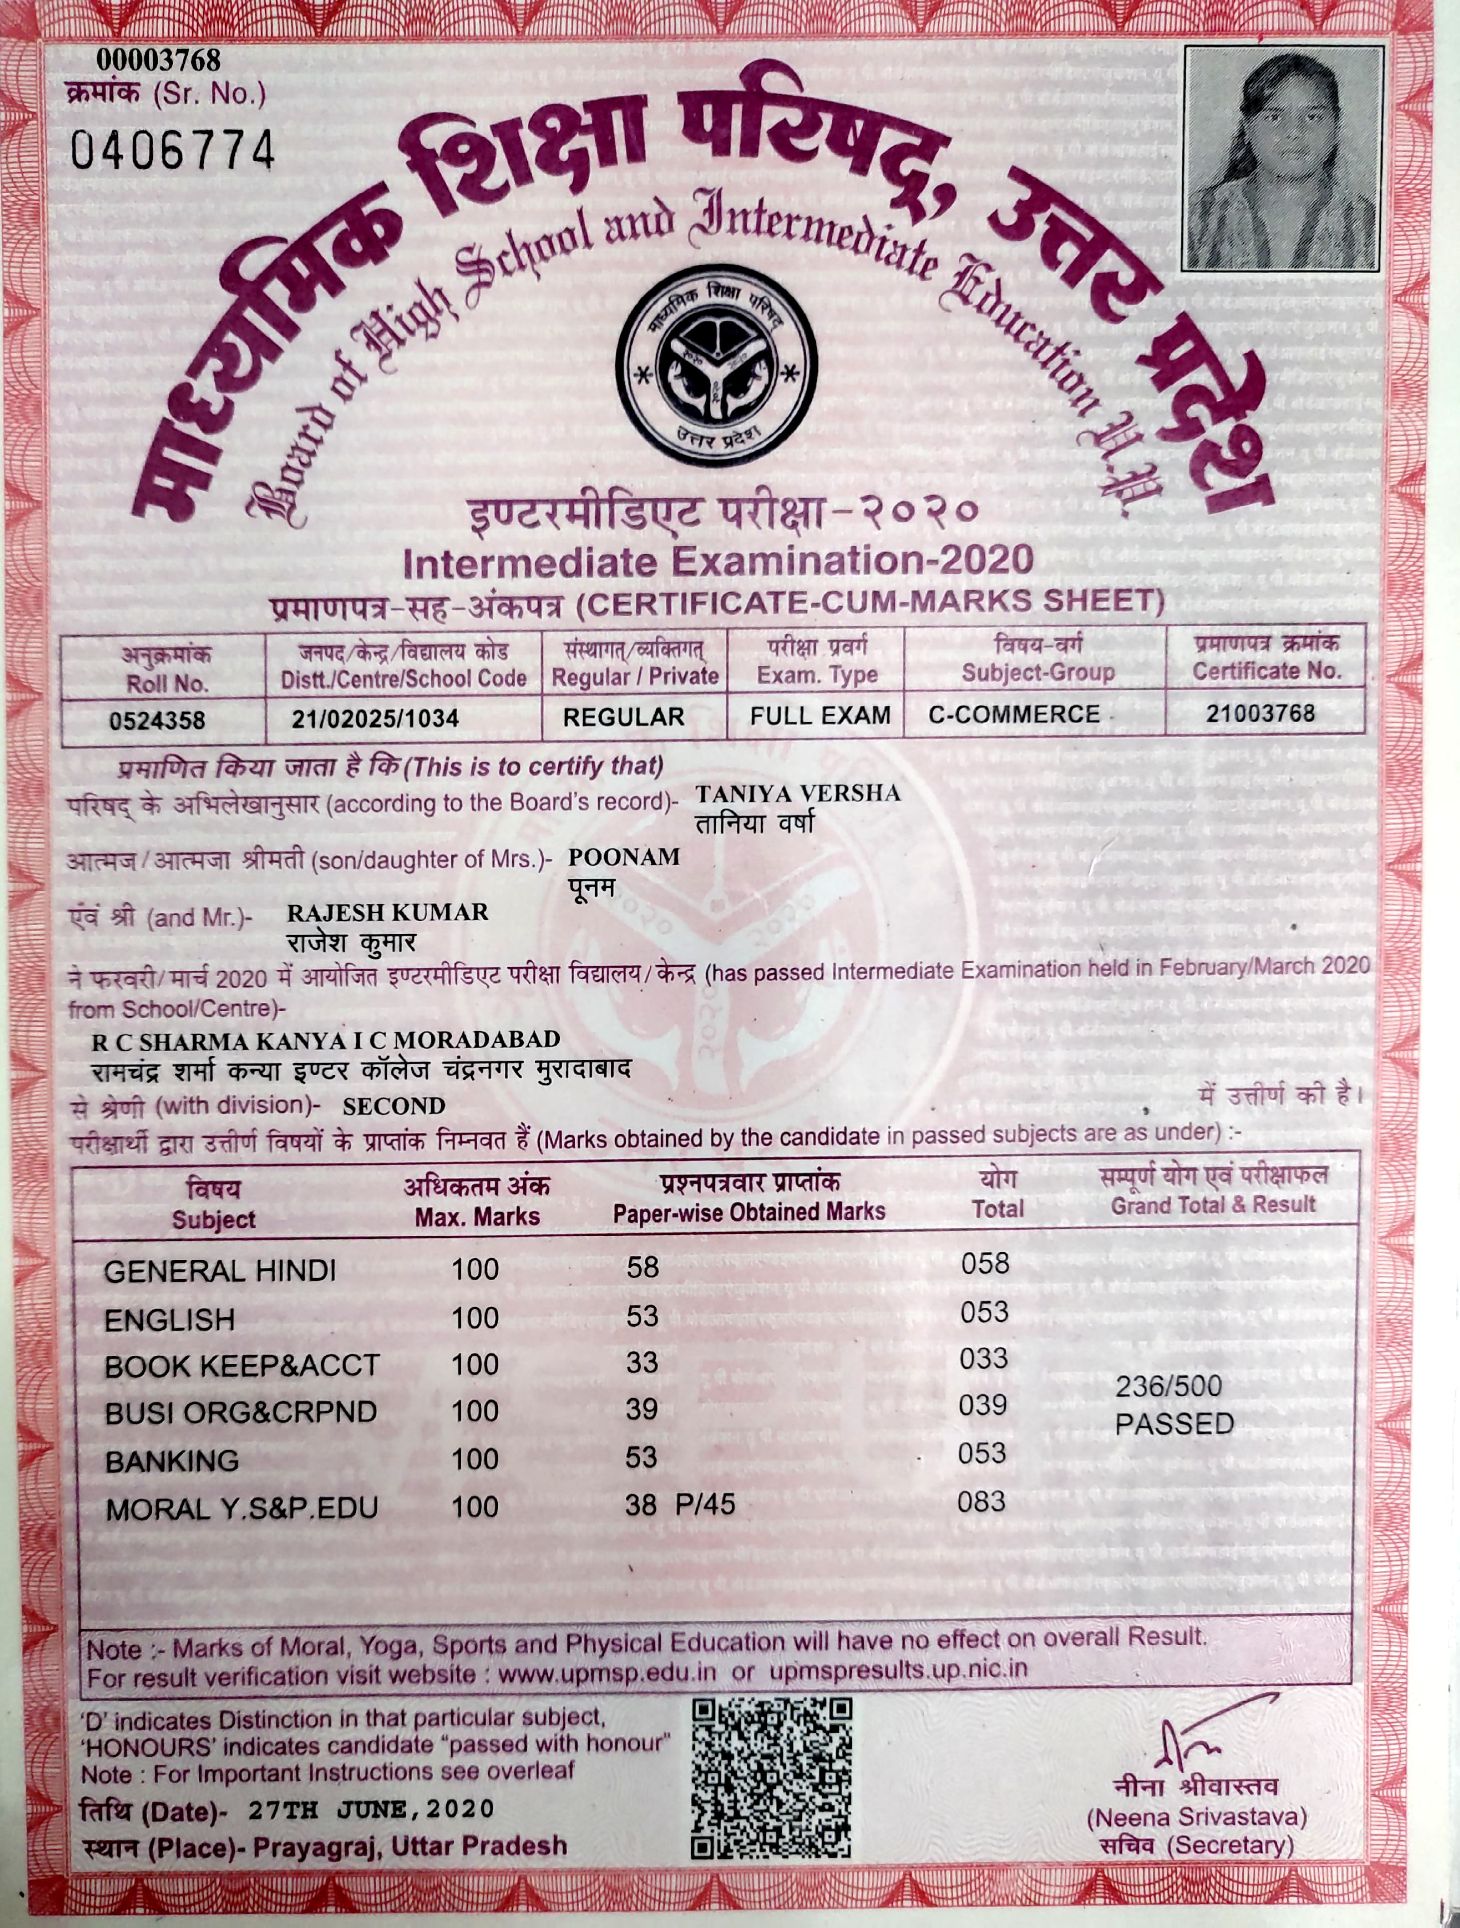 00003768
क्रमांक (Sr. No.)
0406774
माध्यमिक शिक्षा परिषद्, उत्तर प्रदेश
Board of High School and Intermediate Education U.P.
माध्यमिक शिक्षा परिषद्
२०२०
उत्तर प्रदेश
इण्टरमीडिएट परीक्षा-२०२०
Intermediate Examination-2020
प्रमाणपत्र-सह-अंकपत्र (CERTIFICATE-CUM-MARKS SHEET)
अनुक्रमांक जनपद/केन्द्र/विद्यालय कोड संस्थागत्/व्यक्तिगत् परीक्षा प्रवर्ग विषय-वर्ग प्रमाणपत्र क्रमांक
Roll No. Distt./Centre/School Code Regular / Private Exam. Type Subject-Group Certificate No.
0524358 21/02025/1034 REGULAR FULL EXAM C-COMMERCE 21003768
प्रमाणित किया जाता है कि (This is to certify that)
परिषद् के अभिलेखानुसार (according to the Board's record)- TANIYA VERSHA
तानिया वर्षा
आत्मज/आत्मजा श्रीमती (son/daughter of Mrs.)- POONAM
पूनम
एंवं श्री (and Mr.)- RAJESH KUMAR
राजेश कुमार
ने फरवरी/मार्च 2020 में आयोजित इण्टरमीडिएट परीक्षा विद्यालय/केन्द्र (has passed Intermediate Examination held in February/March 2020
from School/Centre)-
R C SHARMA KANYA I C MORADABAD
रामचंद्र शर्मा कन्या इण्टर कॉलेज चंद्रनगर मुरादाबाद
से श्रेणी (with division)- SECOND में उत्तीर्ण की है।
परीक्षार्थी द्वारा उत्तीर्ण विषयों के प्राप्तांक निम्नवत हैं (Marks obtained by the candidate in passed subjects are as under) :-
विषय अधिकतम अंक प्रश्नपत्रवार प्राप्तांक योग सम्पूर्ण योग एवं परीक्षाफल
Subject Max. Marks Paper-wise Obtained Marks Total Grand Total & Result
GENERAL HINDI 100 58 058
ENGLISH 100 53 053
BOOK KEEP&ACCT 100 33 033
236/500
BUSI ORG&CRPND 100 39 039
PASSED
BANKING 100 53 053
MORAL Y.S&P.EDU 100 38 P/45 083
Note :- Marks of Moral, Yoga, Sports and Physical Education will have no effect on overall Result.
For result verification visit website : www.upmsp.edu.in or upmspresults.up.nic.in
'D' indicates Distinction in that particular subject,
'HONOURS' indicates candidate "passed with honour"
Note : For Important Instructions see overleaf
तिथि (Date)- 27TH JUNE, 2020
स्थान (Place)- Prayagraj, Uttar Pradesh
नीना श्रीवास्तव
(Neena Srivastava)
सचिव (Secretary)